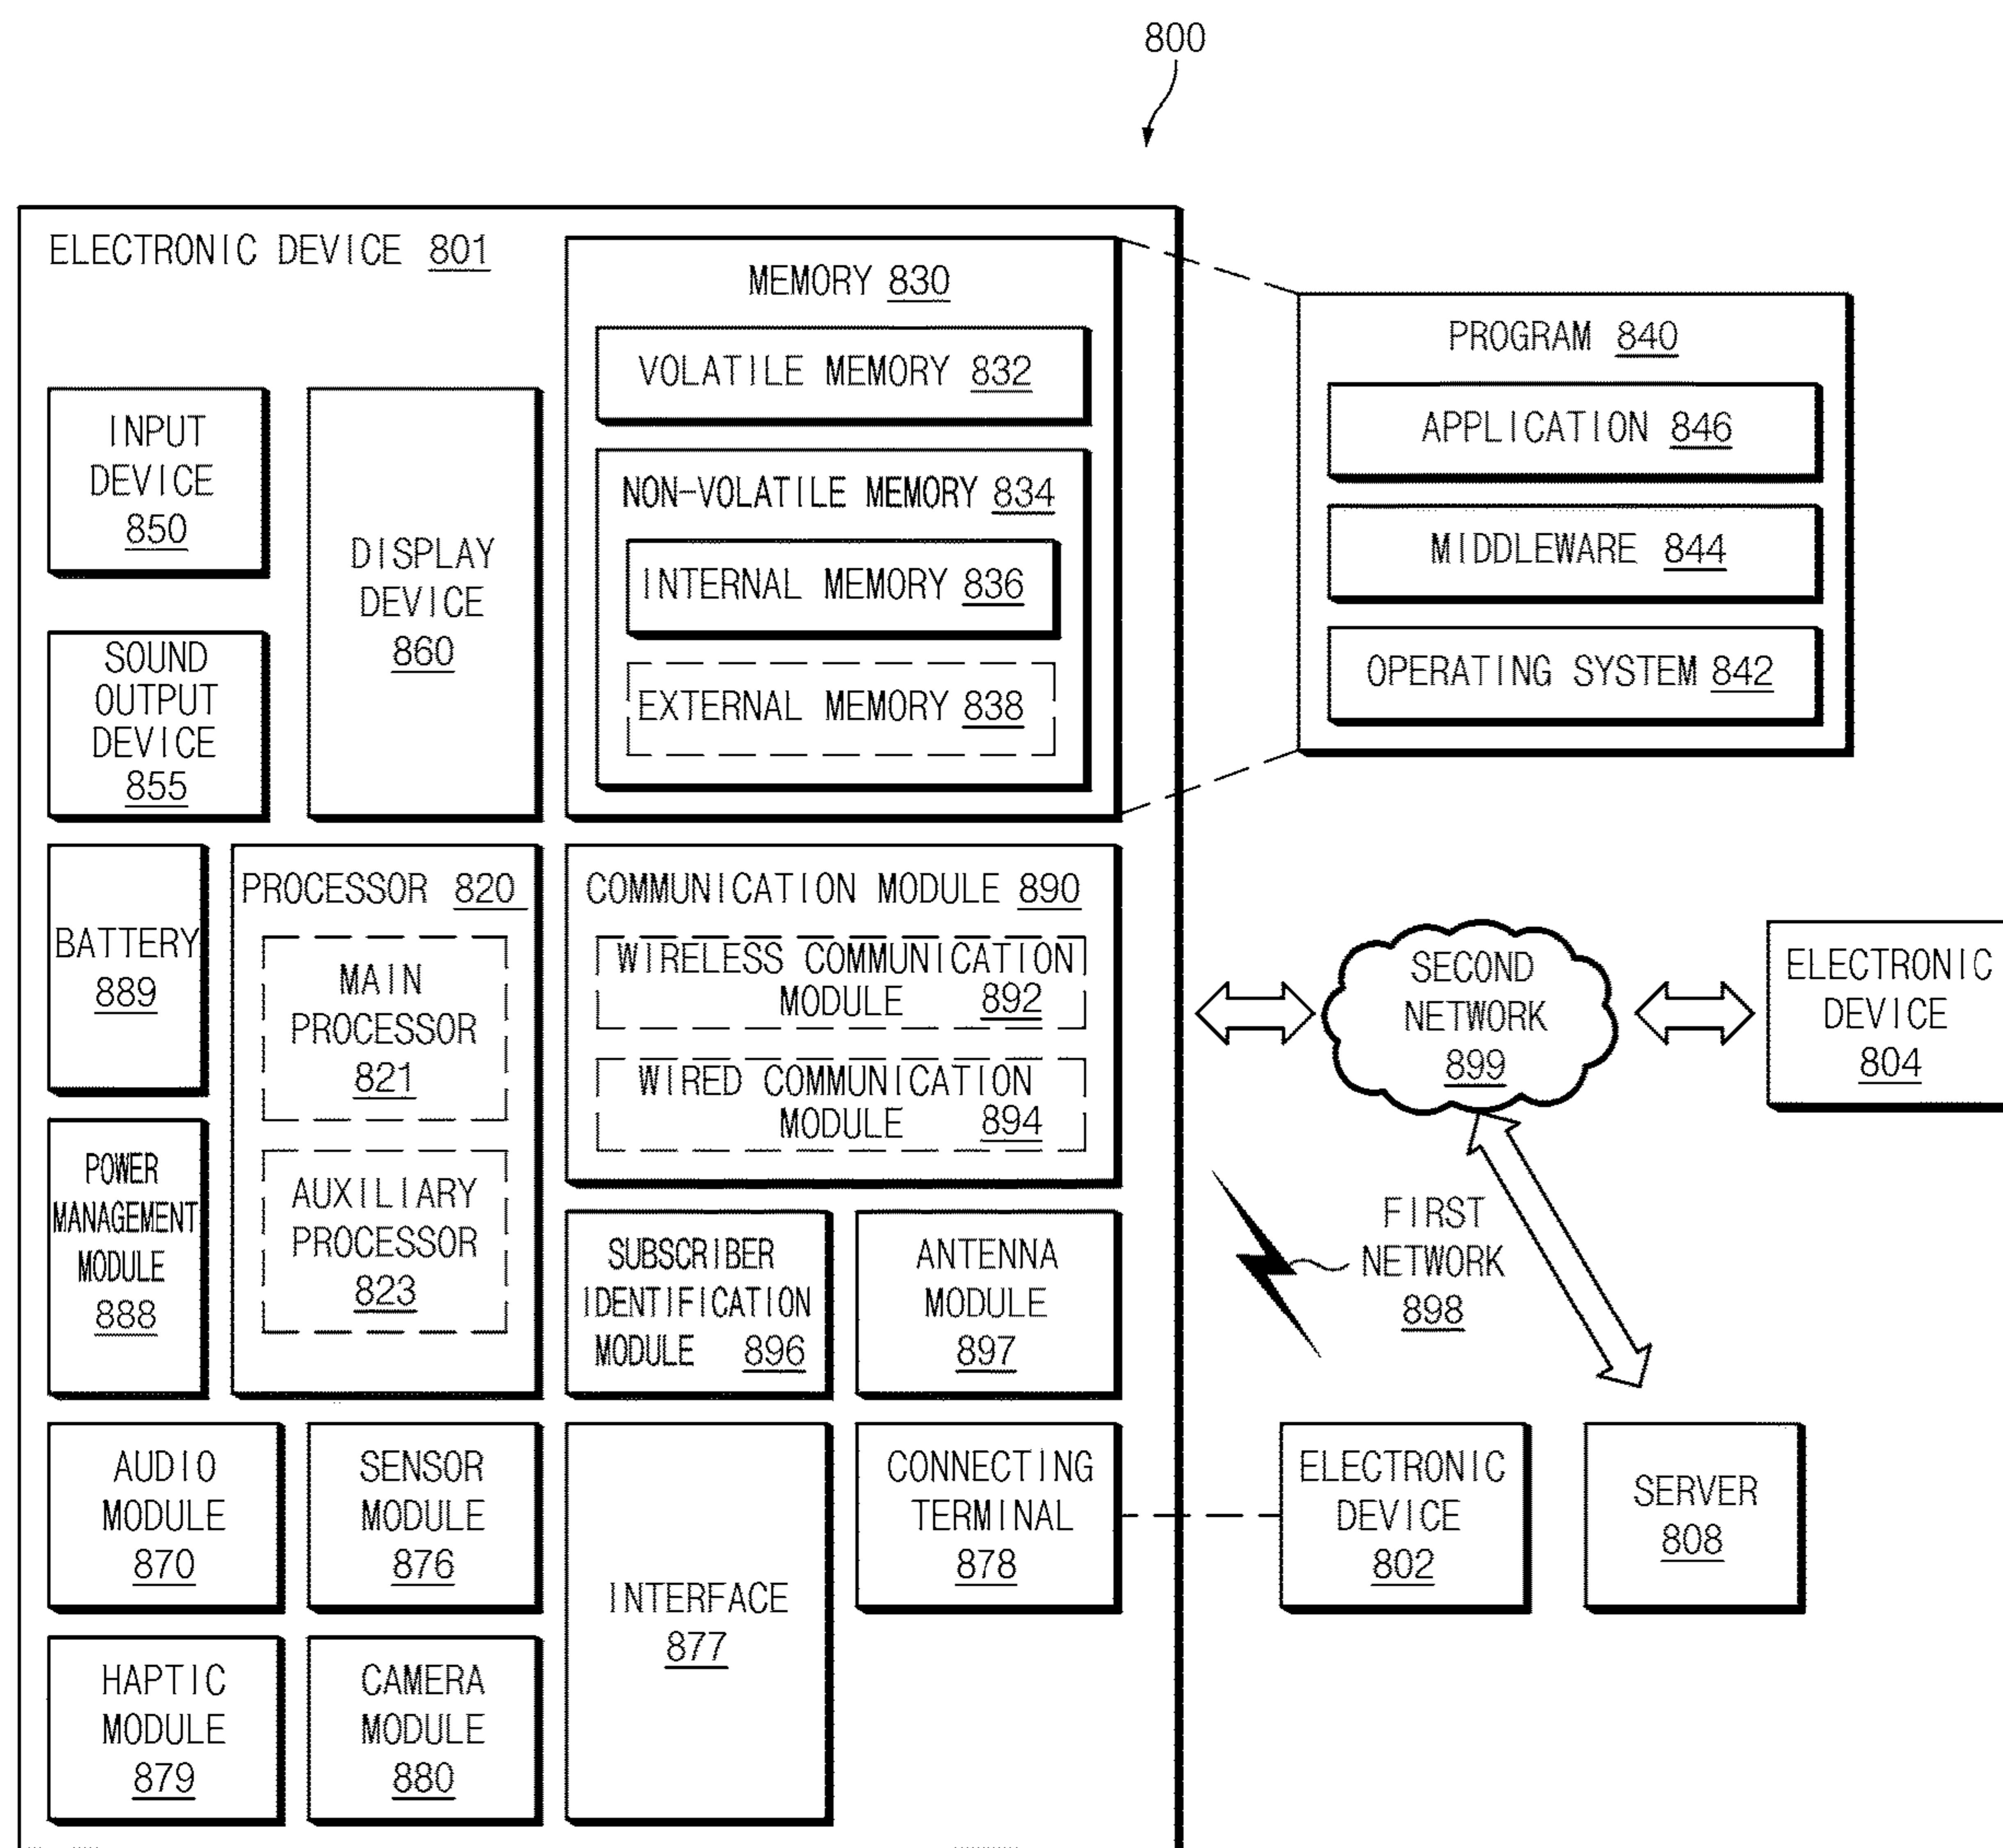 800
ELECTRONIC DEVICE 801
MEMORY 830
VOLATILE MEMORY 832
NON-VOLATILE MEMORY 834
INTERNAL MEMORY 836
EXTERNAL MEMORY 838
PROGRAM 840
APPLICATION 846
MIDDLEWARE 844
OPERATING SYSTEM 842
INPUT
DEVICE
850
SOUND
OUTPUT
DEVICE
855
DISPLAY
DEVICE
860
BATTERY
889
POWER
MANAGEMENT
MODULE
888
PROCESSOR 820
MAIN
PROCESSOR
821
AUXILIARY
PROCESSOR
823
COMMUNICATION MODULE 890
WIRELESS COMMUNICATION
MODULE 892
WIRED COMMUNICATION
MODULE 894
SUBSCRIBER
IDENTIFICATION
MODULE 896
ANTENNA
MODULE
897
SECOND
NETWORK
899
ELECTRONIC
DEVICE
804
FIRST
NETWORK
898
AUDIO
MODULE
870
SENSOR
MODULE
876
INTERFACE
877
CONNECTING
TERMINAL
878
ELECTRONIC
DEVICE
802
SERVER
808
HAPTIC
MODULE
879
CAMERA
MODULE
880